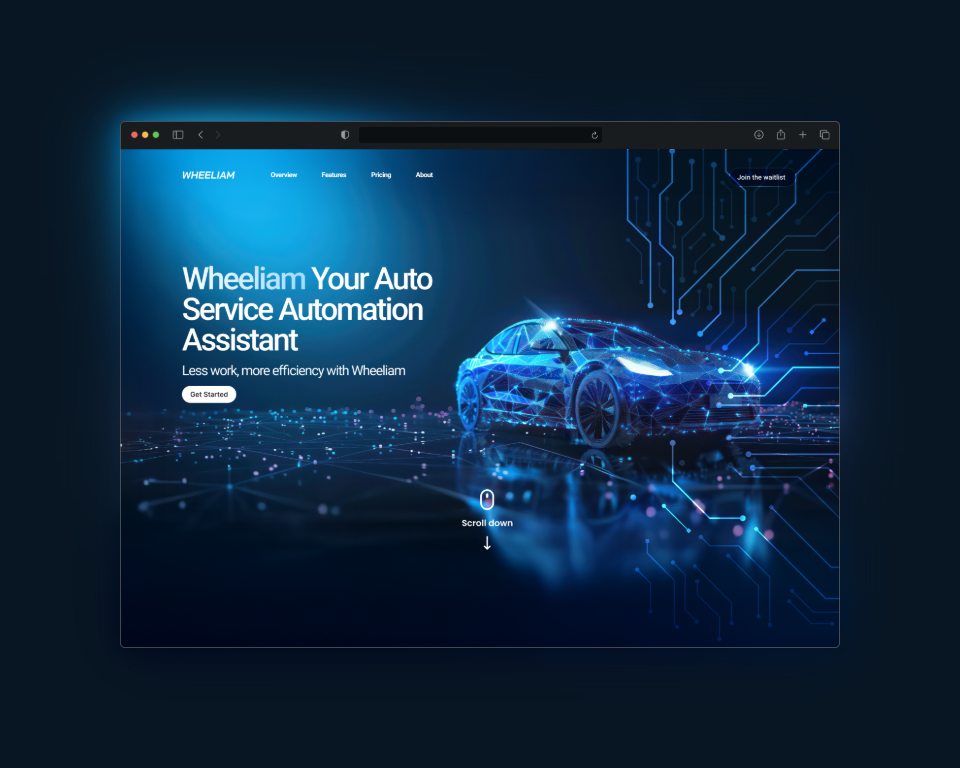 WHEELIAM
Overview
Features
Pricing
About
Join the waitlist
Wheeliam Your Auto
Service Automation
Assistant
Less work, more efficiency with Wheeliam
Get Started
Scroll down